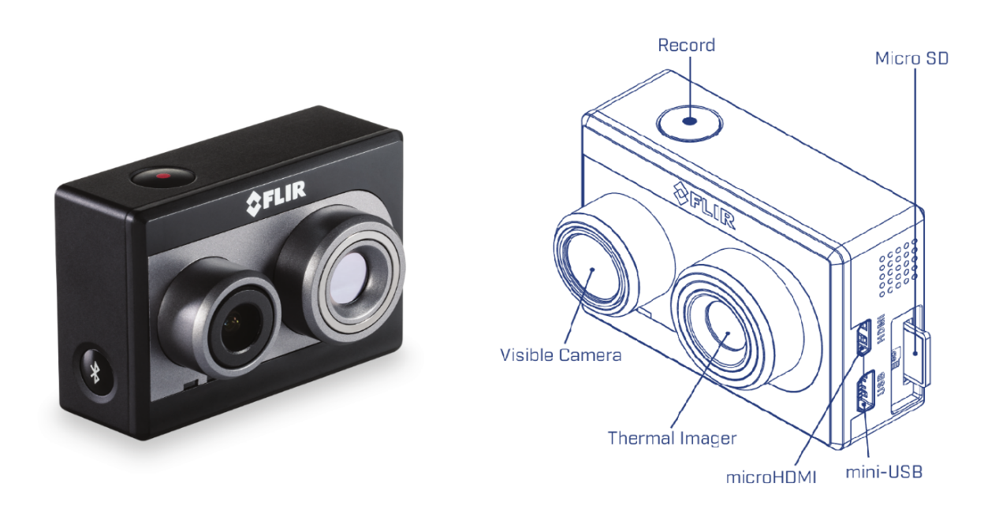 FLIR
Record
Micro SD
FLIR
HDMI
USB
Visible Camera
Thermal Imager
microHDMI
mini-USB